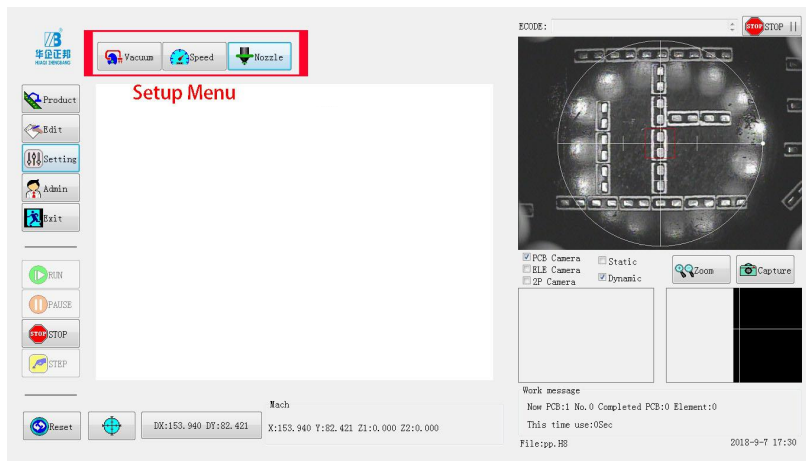 ECODE:
STOP STOP ||
华企正邦
HUAQI ZHENGBANG
Vacuum Speed Nozzle
Setup Menu
Product
Edit
Setting
Admin
Exit
RUN
PAUSE
STOP STOP
STEP
PCB Camera
ELE Camera
2P Camera
Static
Dynamic
Zoom
Capture
Work message
Now PCB:1 No.0 Completed PCB:0 Element:0
This time use:0Sec
File:pp.H8 2018-9-7 17:30
Reset
DX:153.940 DY:82.421
Mach
X:153.940 Y:82.421 Z1:0.000 Z2:0.000